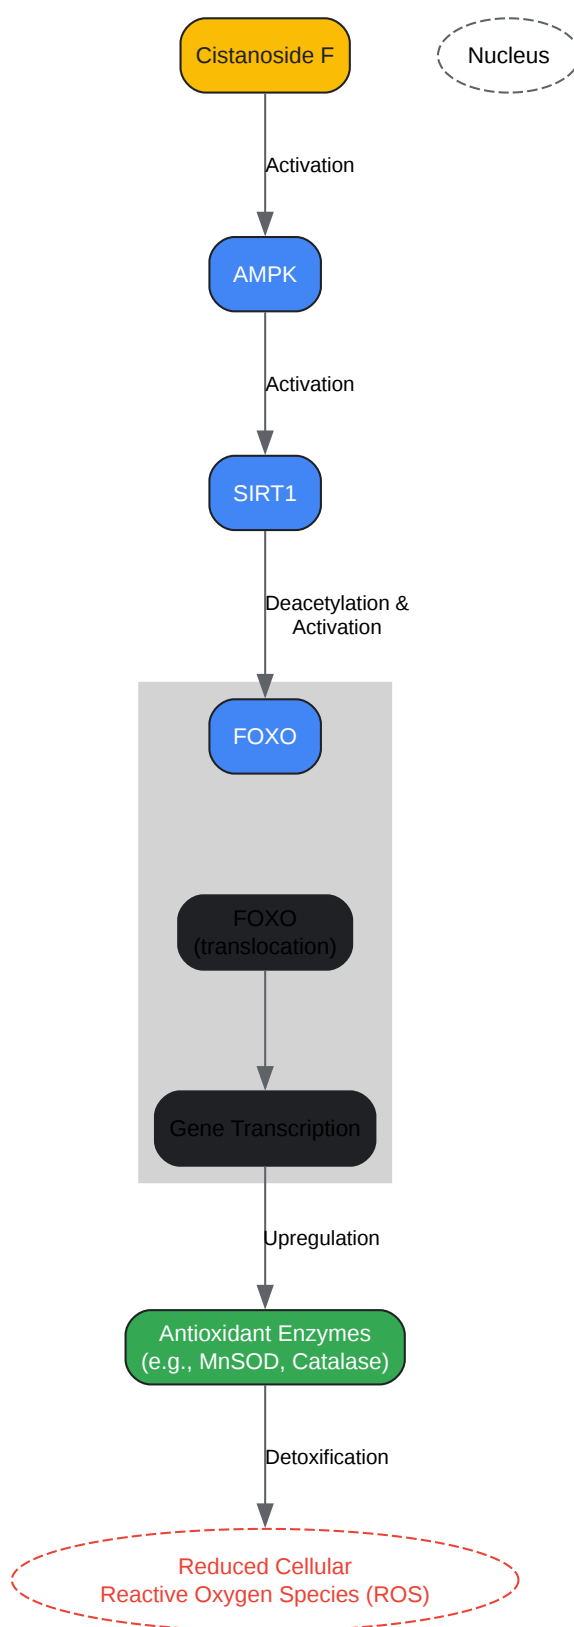 Cistanoside F
Nucleus
Activation
AMPK
Activation
SIRT1
Deacetylation &
Activation
FOXO
FOXO
(translocation)
Gene Transcription
Upregulation
Antioxidant Enzymes
(e.g., MnSOD, Catalase)
Detoxification
Reduced Cellular
Reactive Oxygen Species (ROS)